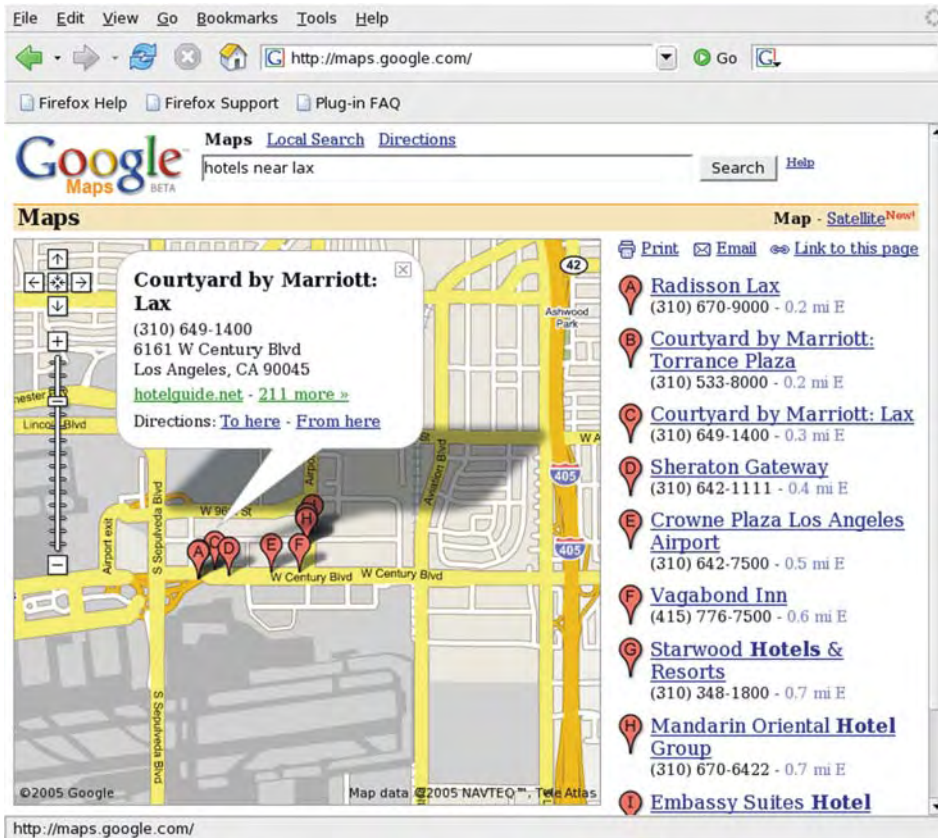 File Edit View Go Bookmarks Tools Help
http://maps.google.com/ Go
Firefox Help Firefox Support Plug-in FAQ
Google Maps BETA
Maps Local Search Directions
hotels near lax Search Help
Maps Map - Satellite New!
Print Email Link to this page
Courtyard by Marriott:
Lax
(310) 649-1400
6161 W Century Blvd
Los Angeles, CA 90045
hotelguide.net - 211 more »
Directions: To here - From here
42
Ashwood
Park
Blvd
S Sepulveda Blvd
Airport exit
Aviation Blvd
W 96th St
405
405
A C D E F H
W Century Blvd W Century Blvd
S Sepulveda Blvd
©2005 Google Map data ©2005 NAVTEQ™, Tele Atlas
A Radisson Lax
(310) 670-9000 - 0.2 mi E
B Courtyard by Marriott:
Torrance Plaza
(310) 533-8000 - 0.2 mi E
C Courtyard by Marriott: Lax
(310) 649-1400 - 0.3 mi E
D Sheraton Gateway
(310) 642-1111 - 0.4 mi E
E Crowne Plaza Los Angeles
Airport
(310) 642-7500 - 0.5 mi E
F Vagabond Inn
(415) 776-7500 - 0.6 mi E
G Starwood Hotels &
Resorts
(310) 348-1800 - 0.7 mi E
H Mandarin Oriental Hotel
Group
(310) 670-6422 - 0.7 mi E
I Embassy Suites Hotel
http://maps.google.com/